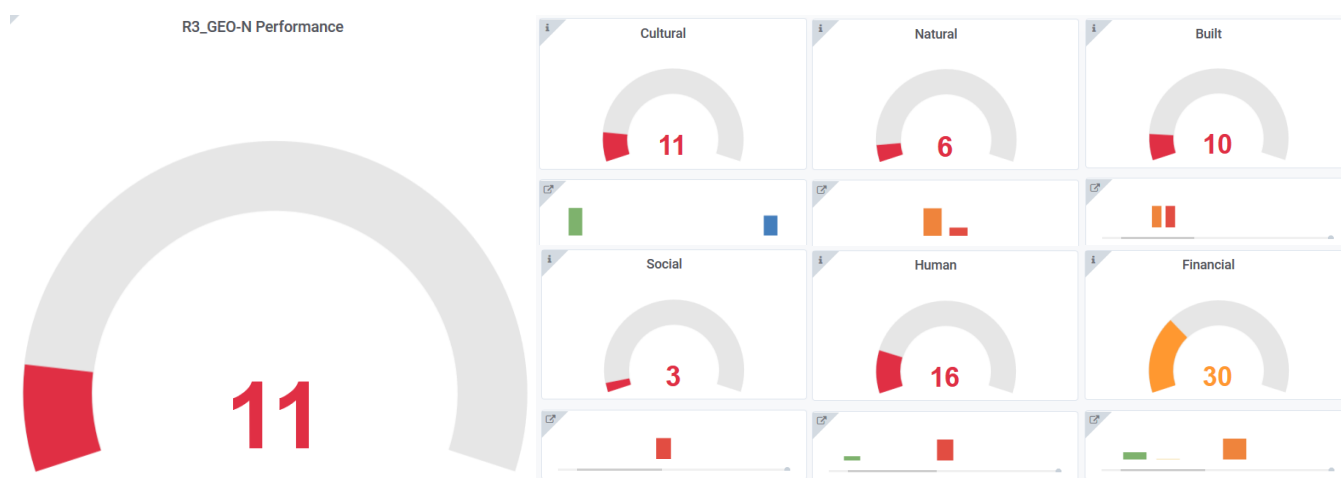 R3_GEO-N Performance
11
Cultural
11
Natural
6
Built
10
Social
3
Human
16
Financial
30